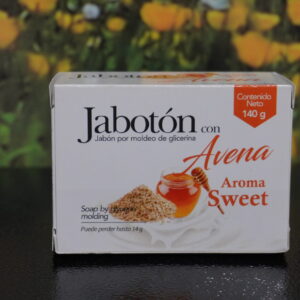 Contenido
Neto
140 g
Jabotón con
Jabón por moldeo de glicerina
Avena
Aroma
Sweet
Soap by
molding
Puede perder hasta 14 g